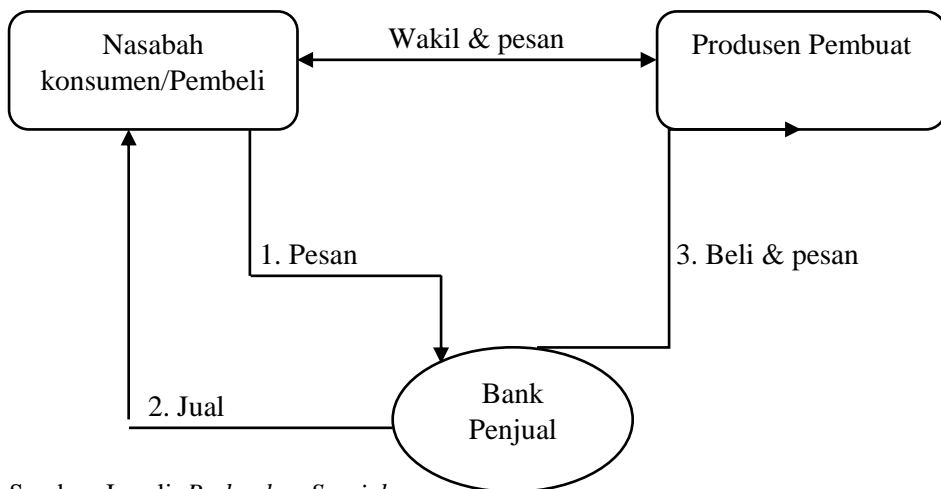 Nasabah
konsumen/Pembeli
Wakil & pesan
Produsen Pembuat
1. Pesan
3. Beli & pesan
2. Jual
Bank
Penjual